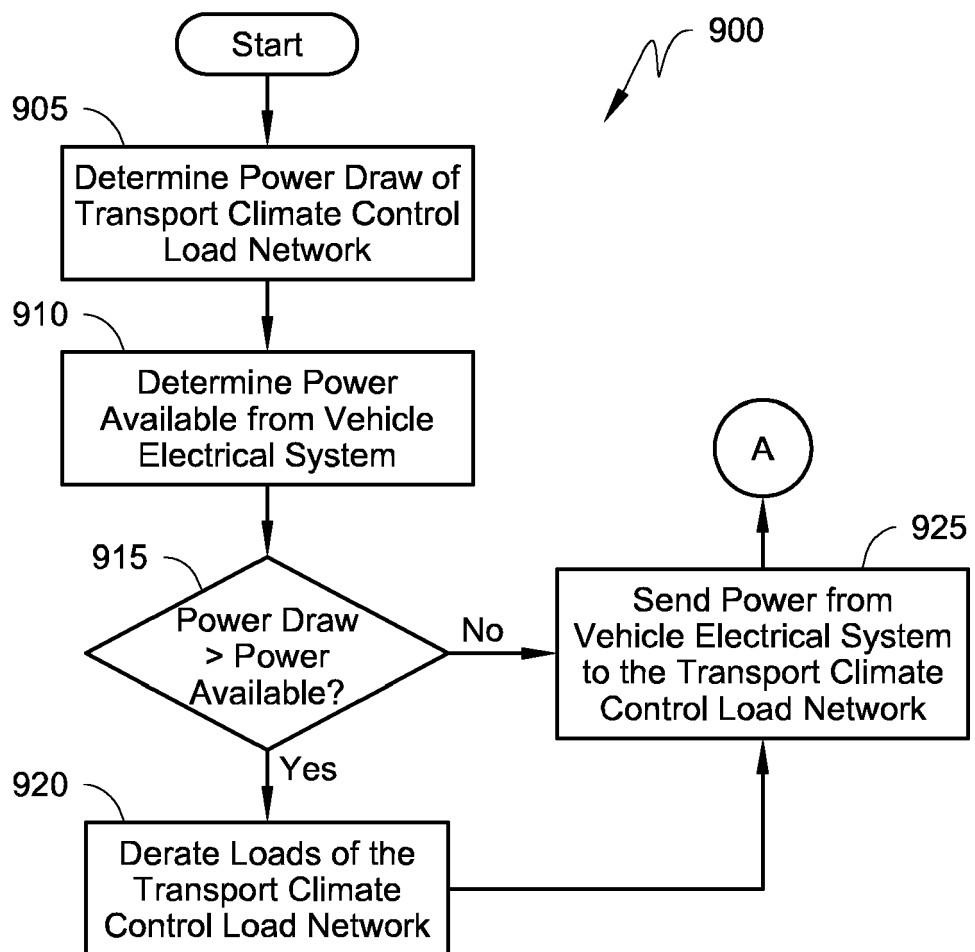 Start
900
905
Determine Power Draw of
Transport Climate Control
Load Network
910
Determine Power
Available from Vehicle
Electrical System
A
915
Power Draw
> Power
Available?
No
925
Send Power from
Vehicle Electrical System
to the Transport Climate
Control Load Network
Yes
920
Derate Loads of the
Transport Climate
Control Load Network